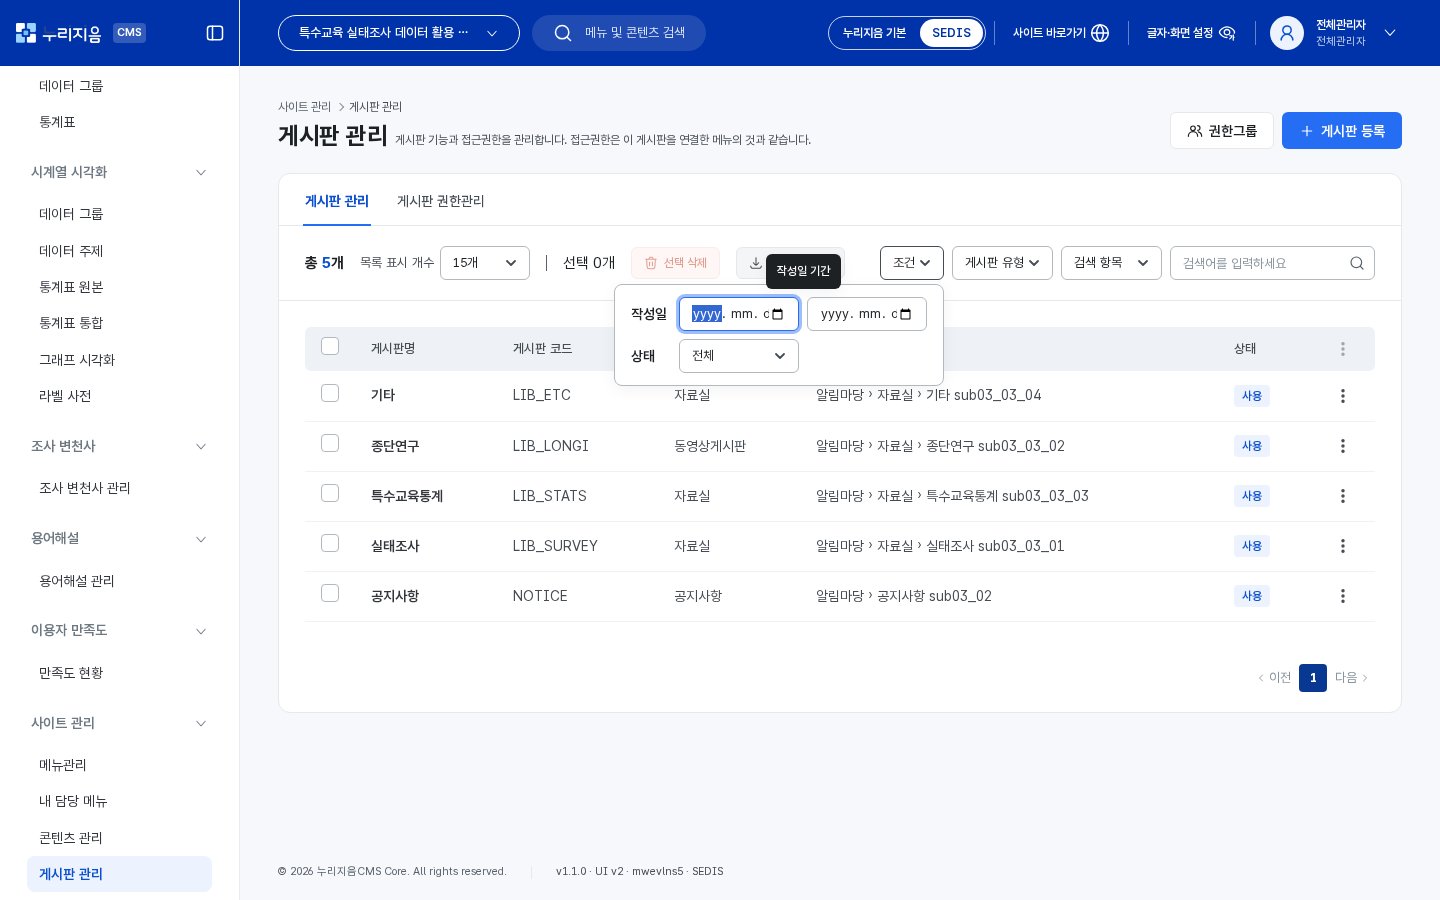 누리지음 CMS
특수교육 실태조사 데이터 활용 ···
메뉴 및 콘텐츠 검색
누리지음 기본 SEDIS
사이트 바로가기
글자·화면 설정
전체관리자
전체관리자
데이터 그룹
통계표
시계열 시각화
데이터 그룹
데이터 주제
통계표 원본
통계표 통합
그래프 시각화
라벨 사전
조사 변천사
조사 변천사 관리
용어해설
용어해설 관리
이용자 만족도
만족도 현황
사이트 관리
메뉴관리
내 담당 메뉴
콘텐츠 관리
게시판 관리
사이트 관리 > 게시판 관리
게시판 관리 게시판 기능과 접근권한을 관리합니다. 접근권한은 이 게시판을 연결한 메뉴의 것과 같습니다.
권한그룹
게시판 등록
게시판 관리 게시판 권한관리
총 5개 목록 표시 개수 15개 선택 0개 선택 삭제
조건 게시판 유형 검색 항목 검색어를 입력하세요
작성일 기간
작성일 yyyy. mm. yyyy. mm.
상태 전체
게시판명 게시판 코드 상태
기타 LIB_ETC 자료실 알림마당 › 자료실 › 기타 sub03_03_04 사용
종단연구 LIB_LONGI 동영상게시판 알림마당 › 자료실 › 종단연구 sub03_03_02 사용
특수교육통계 LIB_STATS 자료실 알림마당 › 자료실 › 특수교육통계 sub03_03_03 사용
실태조사 LIB_SURVEY 자료실 알림마당 › 자료실 › 실태조사 sub03_03_01 사용
공지사항 NOTICE 공지사항 알림마당 › 공지사항 sub03_02 사용
‹ 이전 1 다음 ›
© 2026 누리지음CMS Core. All rights reserved. v1.1.0 · UI v2 · mwevlns5 · SEDIS